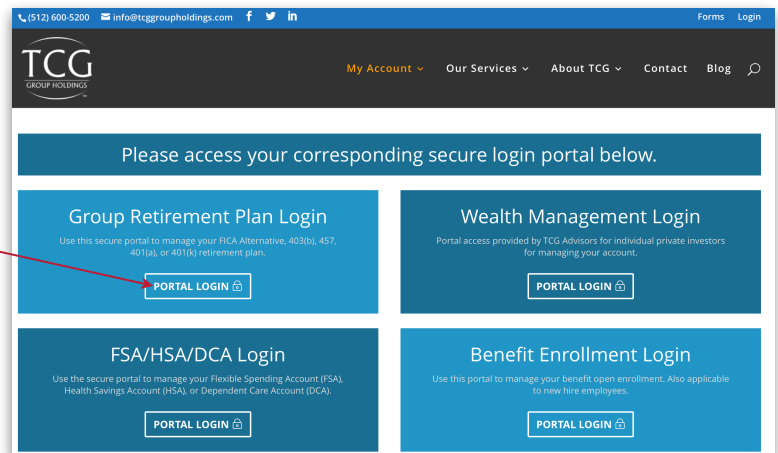 (512) 600-5200 info@tcggroupholdings.com Forms Login
TCG
GROUP HOLDINGS
My Account Our Services About TCG Contact Blog
Please access your corresponding secure login portal below.
Group Retirement Plan Login
Use this secure portal to manage your FICA Alternative, 403(b), 457,
401(a), or 401(k) retirement plan.
PORTAL LOGIN
Wealth Management Login
Portal access provided by TCG Advisors for individual private investors
for managing your account.
PORTAL LOGIN
FSA/HSA/DCA Login
Use the secure portal to manage your Flexible Spending Account (FSA),
Health Savings Account (HSA), or Dependent Care Account (DCA).
PORTAL LOGIN
Benefit Enrollment Login
Use this portal to manage your benefit open enrollment. Also applicable
to new hire employees.
PORTAL LOGIN